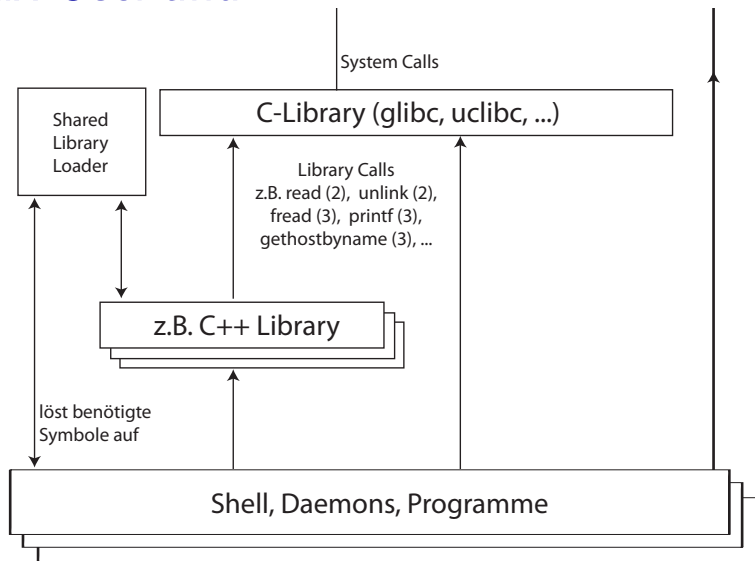 System Calls
C-Library (glibc, uclibc, ...)
Shared
Library
Loader
Library Calls
z.B. read (2), unlink (2),
fread (3), printf (3),
gethostbyname (3), ...
z.B. C++ Library
löst benötigte
Symbole auf
Shell, Daemons, Programme